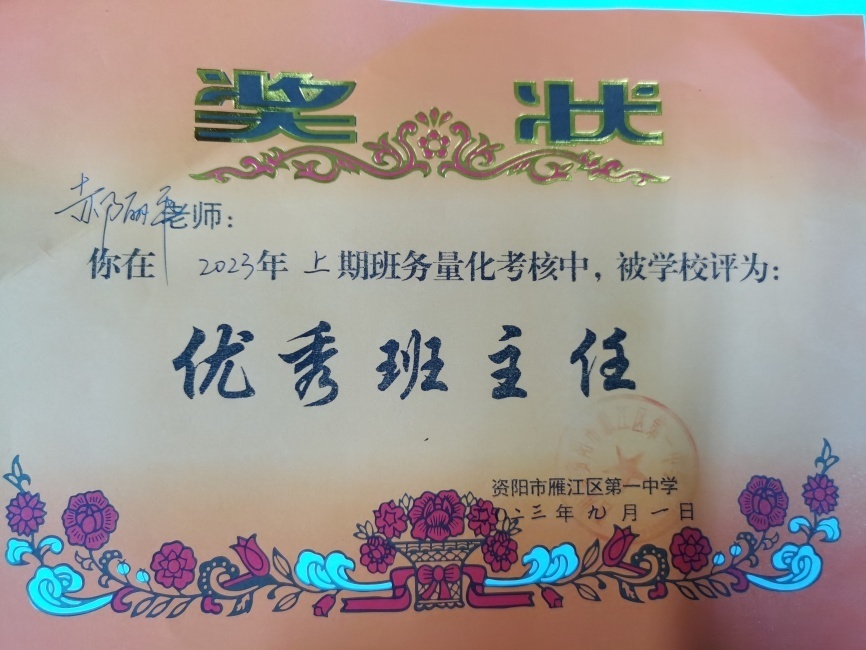 奖状
郝丽華老师：
你在 2023年 上期班务量化考核中，被学校评为：
优秀班主任
资阳市雁江区第一中学
二〇二三年九月一日